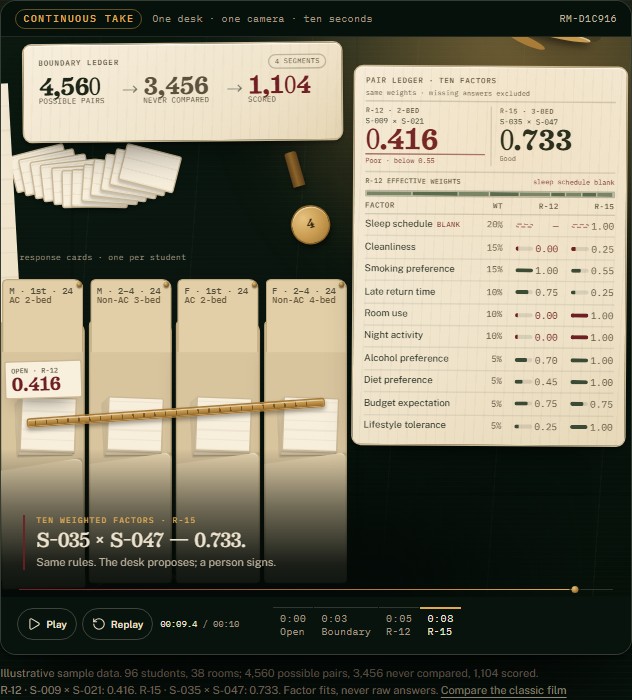 CONTINUOUS TAKE One desk · one camera · ten seconds RM-D1C916
BOUNDARY LEDGER 4 SEGMENTS
4,560 → 3,456 → 1,104
POSSIBLE PAIRS NEVER COMPARED SCORED
4
response cards · one per student
M · 1st · 24 M · 2–4 · 24 F · 1st · 24 F · 2–4 · 24
AC 2-bed Non-AC 3-bed AC 2-bed Non-AC 4-bed
OPEN · R-12
0.416
PAIR LEDGER · TEN FACTORS
same weights · missing answers excluded
R-12 · 2-BED R-15 · 3-BED
S-009 × S-021 S-035 × S-047
0.416 0.733
Poor · below 0.55 Good
R-12 EFFECTIVE WEIGHTS sleep schedule blank
FACTOR WT R-12 R-15
Sleep schedule BLANK 20% — 1.00
Cleanliness 15% 0.00 0.25
Smoking preference 15% 1.00 0.55
Late return time 10% 0.75 0.25
Room use 10% 0.00 1.00
Night activity 10% 0.00 1.00
Alcohol preference 5% 0.70 1.00
Diet preference 5% 0.45 1.00
Budget expectation 5% 0.75 0.75
Lifestyle tolerance 5% 0.25 1.00
TEN WEIGHTED FACTORS · R-15
S-035 × S-047 — 0.733.
Same rules. The desk proposes; a person signs.
Play Replay 00:09.4 / 00:10
0:00 0:03 0:05 0:08
Open Boundary R-12 R-15
Illustrative sample data. 96 students, 38 rooms; 4,560 possible pairs, 3,456 never compared, 1,104 scored.
R-12 · S-009 × S-021: 0.416. R-15 · S-035 × S-047: 0.733. Factor fits, never raw answers. Compare the classic film